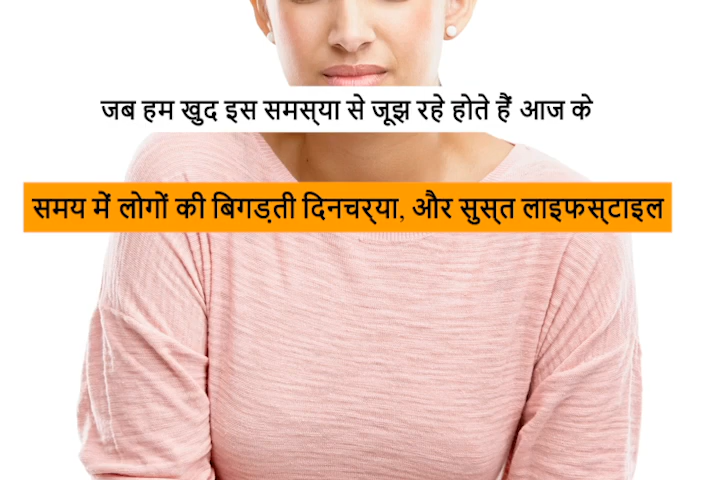 जब हम खुद इस समस्या से जूझ रहे होते हैं आज के
समय में लोगों की बिगड़ती दिनचर्या, और सुस्त लाइफस्टाइल